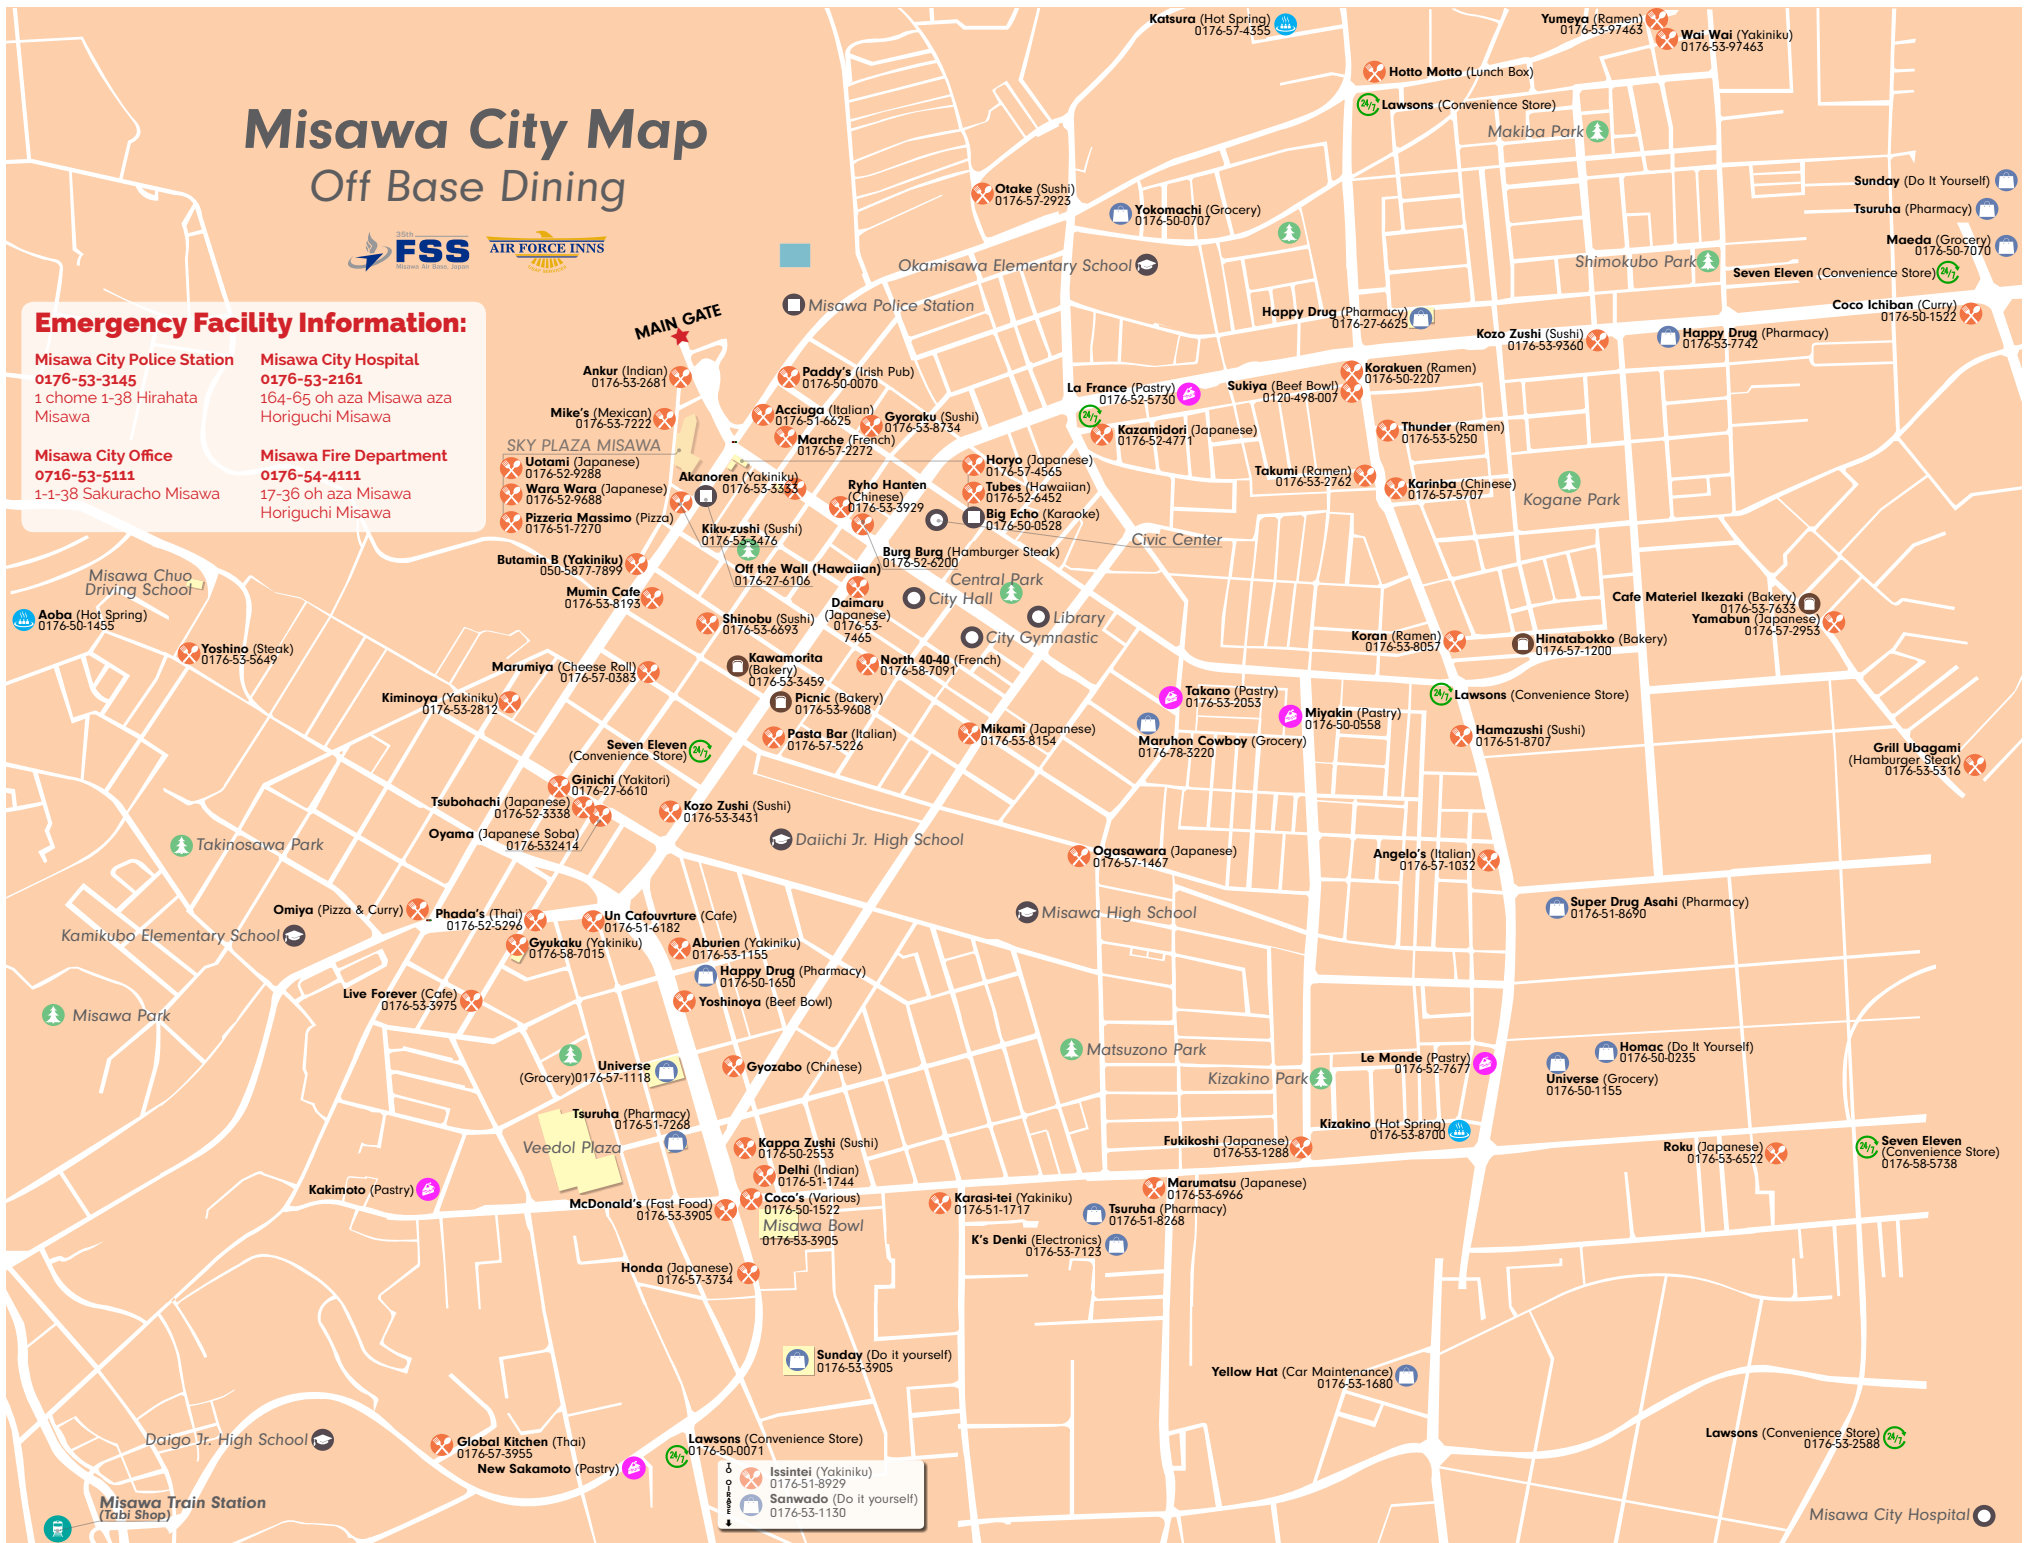 Misawa City Map
Off Base Dining
35th
FSS
Misawa Air Base, Japan
AIR FORCE INNS
Emergency Facility Information:
Misawa City Police Station
0176-53-3145
1 chome 1-38 Hirahata
Misawa
Misawa City Hospital
0176-53-2161
164-65 oh aza Misawa aza
Horiguchi Misawa
Misawa City Office
0716-53-5111
1-1-38 Sakuracho Misawa
Misawa Fire Department
0176-54-4111
17-36 oh aza Misawa
Horiguchi Misawa
Katsura (Hot Spring)
0176-57-4355
Yumeya (Ramen)
0176-53-97463
Wai Wai (Yakiniku)
0176-53-97463
Hotto Motto (Lunch Box)
24/7
Lawsons (Convenience Store)
Makiba Park
Otake (Sushi)
0176-57-2923
Yokomachi (Grocery)
0176-50-0707
Sunday (Do It Yourself)
Tsuruha (Pharmacy)
Maeda (Grocery)
0176-50-7070
Okamisawa Elementary School
Shimokubo Park
Seven Eleven (Convenience Store)
24/7
Misawa Police Station
MAIN GATE
Happy Drug (Pharmacy)
0176-27-6625
Coco Ichiban (Curry)
0176-50-1522
Kozo Zushi (Sushi)
0176-53-9360
Happy Drug (Pharmacy)
0176-53-7742
Ankur (Indian)
0176-53-2681
Paddy's (Irish Pub)
0176-50-0070
Korakuen (Ramen)
0176-50-2207
La France (Pastry)
0176-52-5730
Sukiya (Beef Bowl)
0120-498-007
24/7
Mike's (Mexican)
0176-53-7222
Acciuga (Italian)
0176-51-6625
Gyoraku (Sushi)
0176-53-8734
Marche (French)
0176-57-2272
Kazamidori (Japanese)
0176-52-4771
Thunder (Ramen)
0176-53-5250
SKY PLAZA MISAWA
Uotami (Japanese)
0176-52-9288
Wara Wara (Japanese)
0176-52-9688
Pizzeria Massimo (Pizza)
0176-51-7270
Akanoren (Yakiniku)
0176-53-3333
Horyo (Japanese)
0176-57-4565
Tubes (Hawaiian)
0176-52-6452
Big Echo (Karaoke)
0176-50-0528
Ryho Hanten
(Chinese)
0176-53-3929
Takumi (Ramen)
0176-53-2762
Karinba (Chinese)
0176-57-5707
Kogane Park
Kiku-zushi (Sushi)
0176-53-3476
Civic Center
Burg Burg (Hamburger Steak)
0176-52-6200
Butamin B (Yakiniku)
050-5877-7899
Off the Wall (Hawaiian)
0176-27-6106
Central Park
Misawa Chuo
Driving School
Mumin Cafe
0176-53-8193
Daimaru
(Japanese)
0176-53-
7465
City Hall
Library
City Gymnastic
Aoba (Hot Spring)
0176-50-1455
Shinobu (Sushi)
0176-53-6693
Cafe Materiel Ikezaki (Bakery)
0176-53-7633
Yamabun (Japanese)
0176-57-2953
Koran (Ramen)
0176-53-8057
Hinatabokko (Bakery)
0176-57-1200
Yoshino (Steak)
0176-53-5649
Marumiya (Cheese Roll)
0176-57-0383
Kawamorita
(Bakery)
0176-53-3459
North 40-40 (French)
0176-58-7091
Kiminoya (Yakiniku)
0176-53-2812
Picnic (Bakery)
0176-53-9608
Takano (Pastry)
0176-53-2053
24/7
Lawsons (Convenience Store)
Miyakin (Pastry)
0176-50-0558
Pasta Bar (Italian)
0176-57-5226
Mikami (Japanese)
0176-53-8154
Maruhon Cowboy (Grocery)
0176-78-3220
Hamazushi (Sushi)
0176-51-8707
Seven Eleven
(Convenience Store)
24/7
Grill Ubagami
(Hamburger Steak)
0176-53-5316
Ginichi (Yakitori)
0176-27-6610
Tsubohachi (Japanese)
0176-52-3338
Kozo Zushi (Sushi)
0176-53-3431
Oyama (Japanese Soba)
0176-532414
Takinosawa Park
Daiichi Jr. High School
Ogasawara (Japanese)
0176-57-1467
Angelo's (Italian)
0176-57-1032
Omiya (Pizza & Curry)
Phada's (Thai)
0176-52-5296
Un Cafouvrture (Cafe)
0176-51-6182
Misawa High School
Super Drug Asahi (Pharmacy)
0176-51-8690
Kamikubo Elementary School
Gyukaku (Yakiniku)
0176-58-7015
Aburien (Yakiniku)
0176-53-1155
Happy Drug (Pharmacy)
0176-50-1650
Live Forever (Cafe)
0176-53-3975
Yoshinoya (Beef Bowl)
Misawa Park
Universe
(Grocery)0176-57-1118
Gyozabo (Chinese)
Matsuzono Park
Kizakino Park
Le Monde (Pastry)
0176-52-7677
Homac (Do It Yourself)
0176-50-0235
Universe (Grocery)
0176-50-1155
Tsuruha (Pharmacy)
0176-51-7268
Veedol Plaza
Kappa Zushi (Sushi)
0176-50-2553
Kizakino (Hot Spring)
0176-53-8700
Fukikoshi (Japanese)
0176-53-1288
Roku (Japanese)
0176-53-6522
24/7
Seven Eleven
(Convenience Store)
0176-58-5738
Delhi (Indian)
0176-51-1744
Kakimoto (Pastry)
McDonald's (Fast Food)
0176-53-3905
Coco's (Various)
0176-50-1522
Misawa Bowl
0176-53-3905
Karasi-tei (Yakiniku)
0176-51-1717
Marumatsu (Japanese)
0176-53-6966
Tsuruha (Pharmacy)
0176-51-8268
K's Denki (Electronics)
0176-53-7123
Honda (Japanese)
0176-57-3734
Sunday (Do it yourself)
0176-53-3905
Yellow Hat (Car Maintenance)
0176-53-1680
Daigo Jr. High School
Global Kitchen (Thai)
0176-57-3955
New Sakamoto (Pastry)
24/7
Lawsons (Convenience Store)
0176-50-0071
Lawsons (Convenience Store)
0176-53-2588
24/7
TO OIRASE
Issintei (Yakiniku)
0176-51-8929
Sanwado (Do it yourself)
0176-53-1130
Misawa Train Station
(Tabi Shop)
Misawa City Hospital